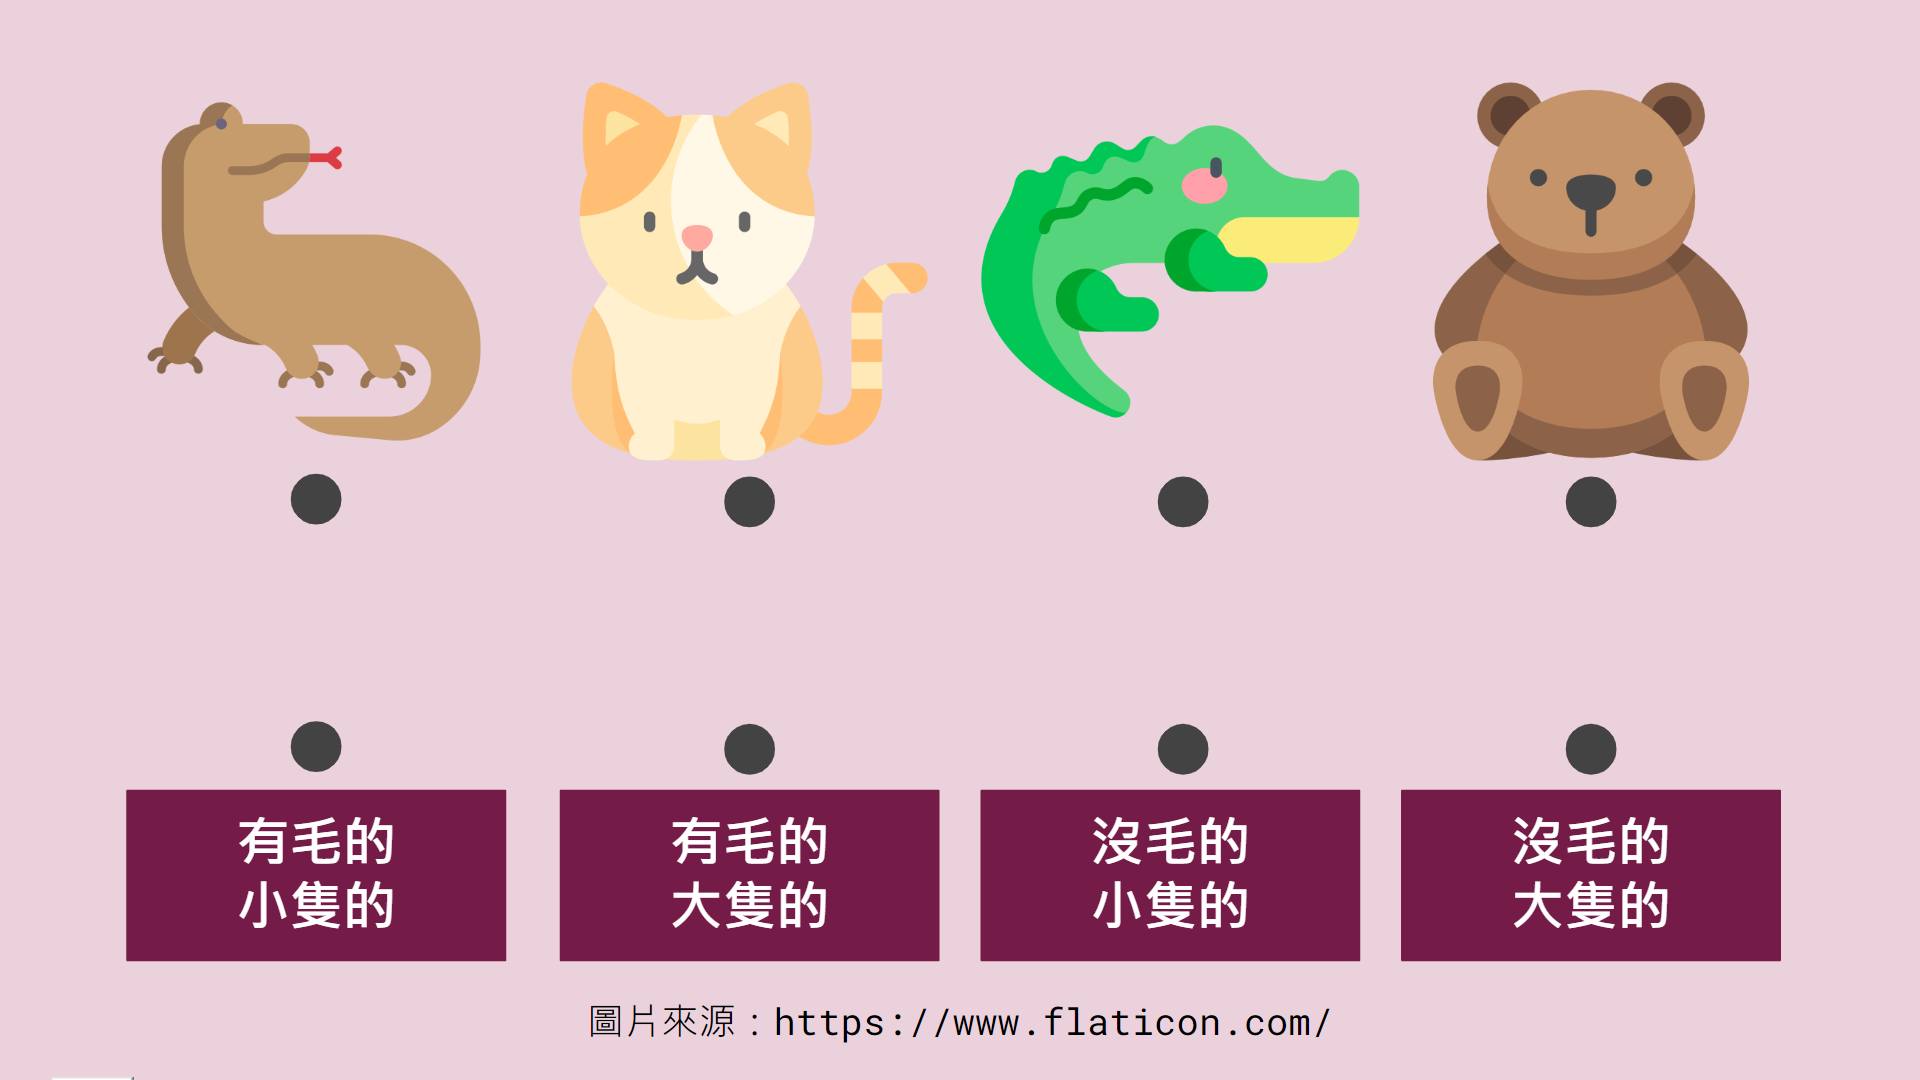 有毛的
小隻的
有毛的
大隻的
沒毛的
小隻的
沒毛的
大隻的
圖片來源：https://www.flaticon.com/